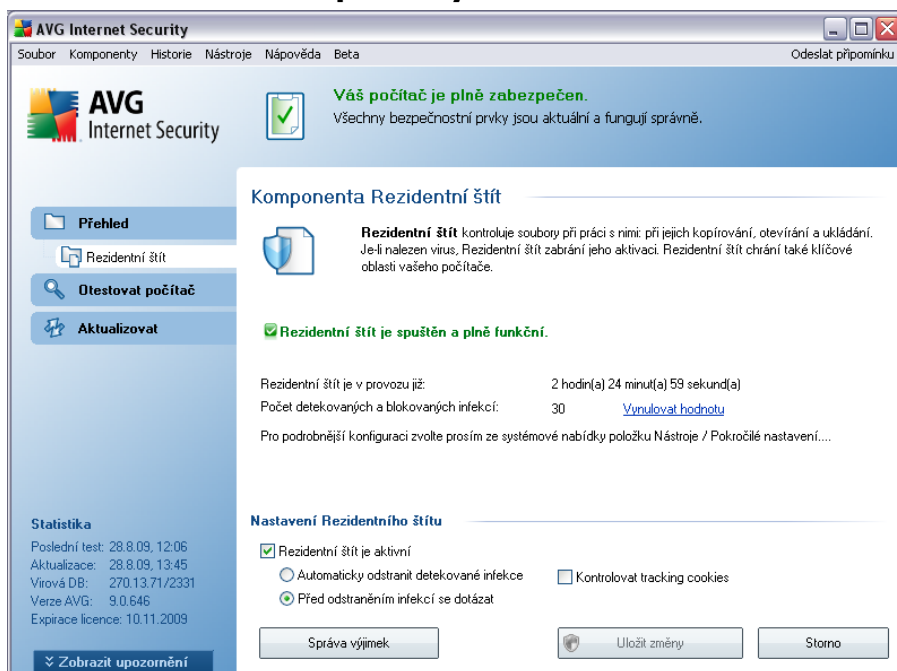 AVG Internet Security
Soubor Komponenty Historie Nástroje Nápověda Beta Odeslat připomínku
AVG
Internet Security
Váš počítač je plně zabezpečen.
Všechny bezpečnostní prvky jsou aktuální a fungují správně.
Přehled
Rezidentní štít
Otestovat počítač
Aktualizovat
Komponenta Rezidentní štít
Rezidentní štít kontroluje soubory při práci s nimi: při jejich kopírování, otevírání a ukládání.
Je-li nalezen virus, Rezidentní štít zabrání jeho aktivaci. Rezidentní štít chrání také klíčové
oblasti vašeho počítače.
Rezidentní štít je spuštěn a plně funkční.
Rezidentní štít je v provozu již: 2 hodin(a) 24 minut(a) 59 sekund(a)
Počet detekovaných a blokovaných infekcí: 30 Vynulovat hodnotu
Pro podrobnější konfiguraci zvolte prosím ze systémové nabídky položku Nástroje / Pokročilé nastavení....
Nastavení Rezidentního štítu
Rezidentní štít je aktivní
Automaticky odstranit detekované infekce
Kontrolovat tracking cookies
Před odstraněním infekcí se dotázat
Správa výjimek
Uložit změny
Storno
Statistika
Poslední test: 28.8.09, 12:06
Aktualizace: 28.8.09, 13:45
Virová DB: 270.13.71/2331
Verze AVG: 9.0.646
Expirace licence: 10.11.2009
Zobrazit upozornění